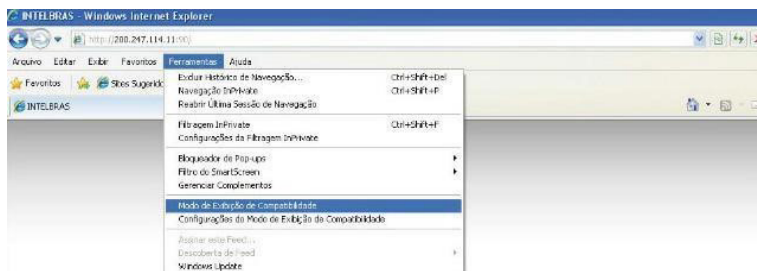 INTELBRAS - Windows Internet Explorer
http://200.247.114.11:90/
Arquivo Editar Exibir Favoritos Ferramentas Ajuda
Favoritos Sites Sugerido
INTELBRAS
Excluir Histórico de Navegação... Ctrl+Shift+Del
Navegação InPrivate Ctrl+Shift+P
Reabrir Última Sessão de Navegação
Filtragem InPrivate Ctrl+Shift+F
Configurações da Filtragem InPrivate
Bloqueador de Pop-ups
Filtro do SmartScreen
Gerenciar Complementos
Modo de Exibição de Compatibilidade
Configurações do Modo de Exibição de Compatibilidade
Assinar este Feed...
Descoberta de Feed
Windows Update